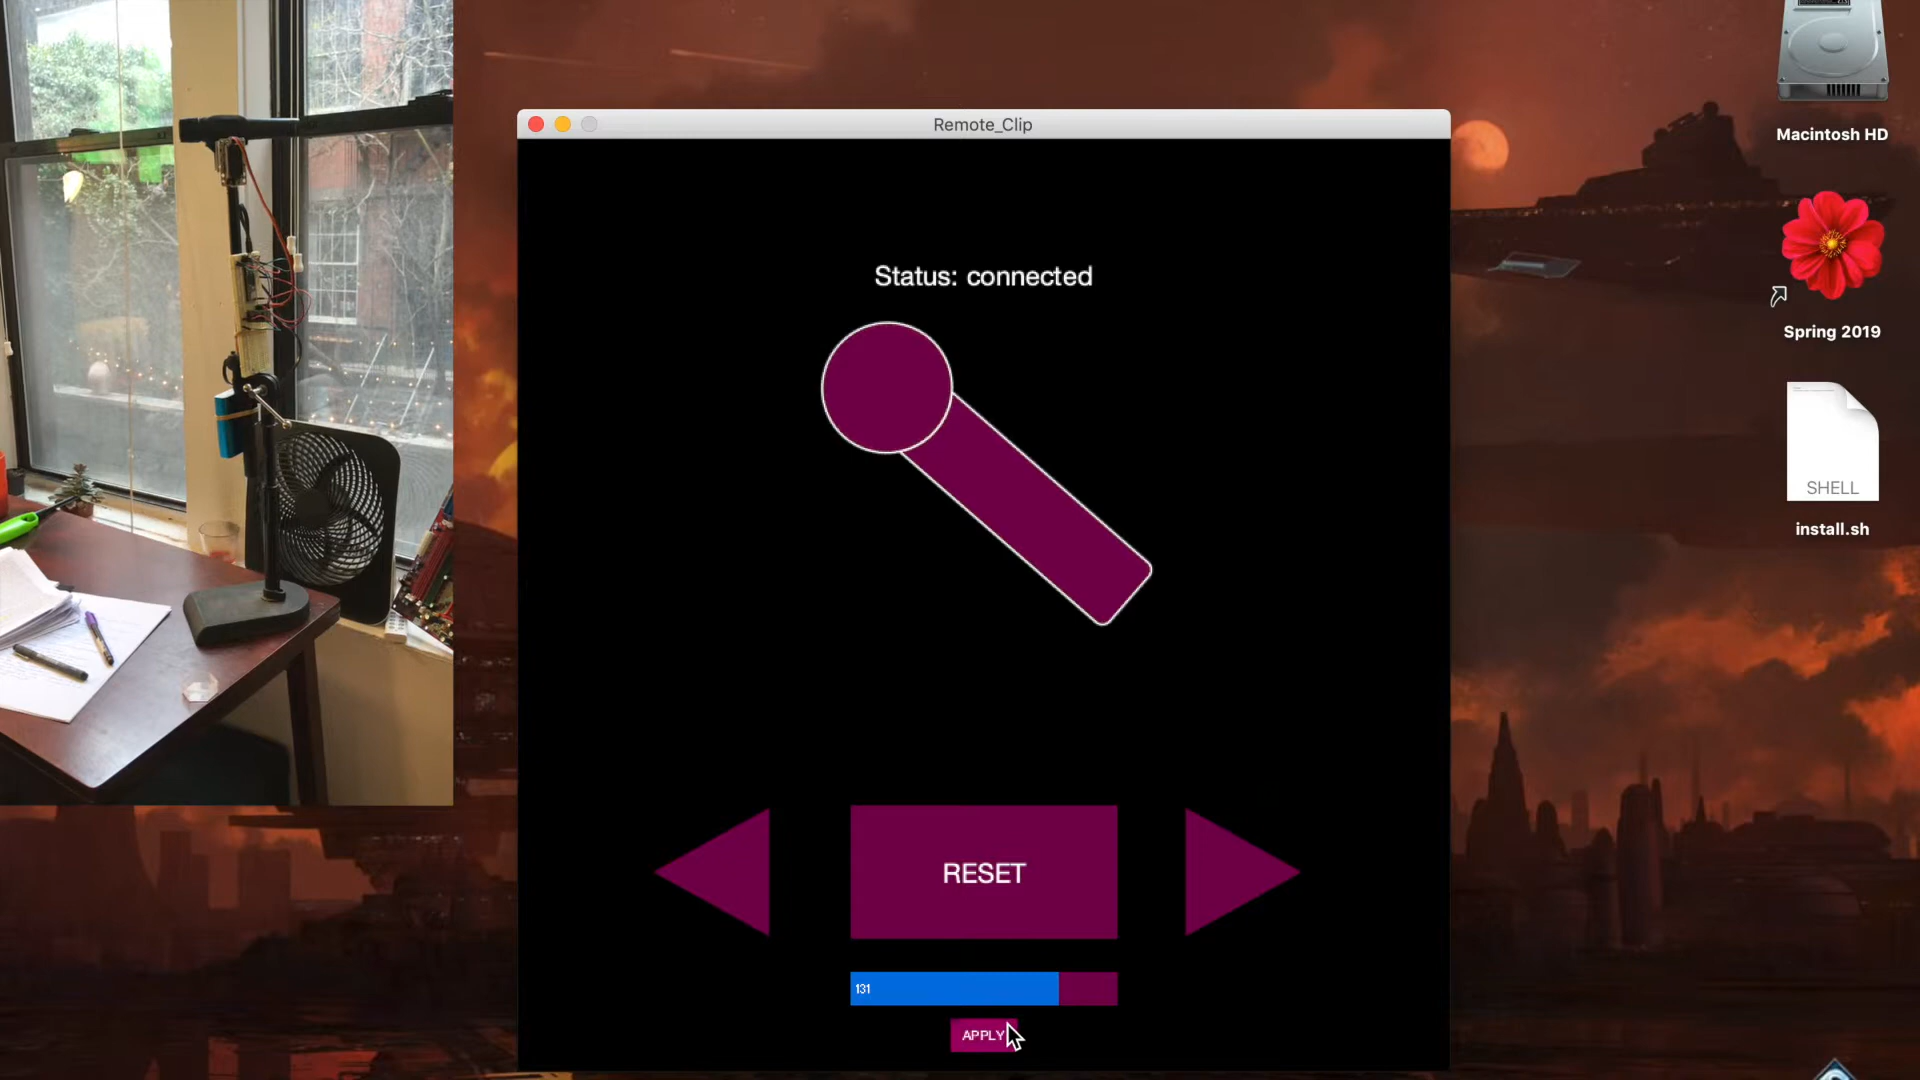 Remote_Clip
Macintosh HD
Status: connected
Spring 2019
SHELL
install.sh
RESET
131
APPLY